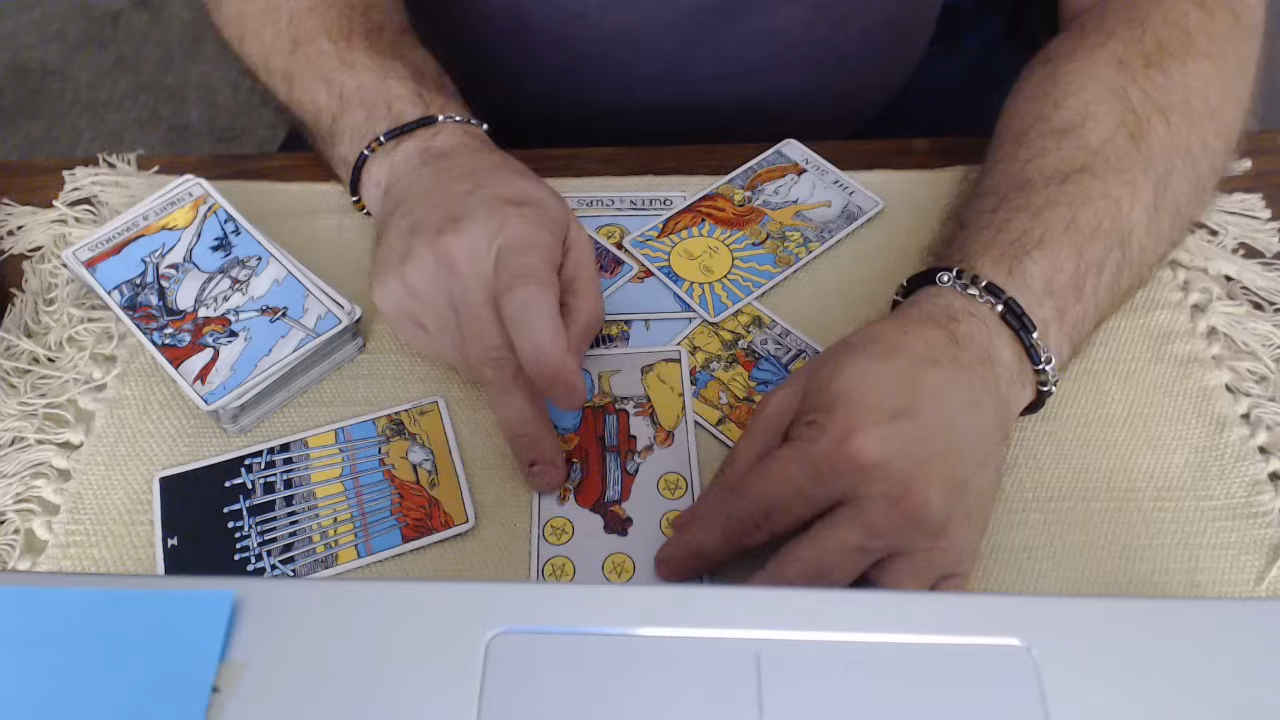 KNIGHT of SWORDS
QUEEN of CUPS.
THE SUN.
X